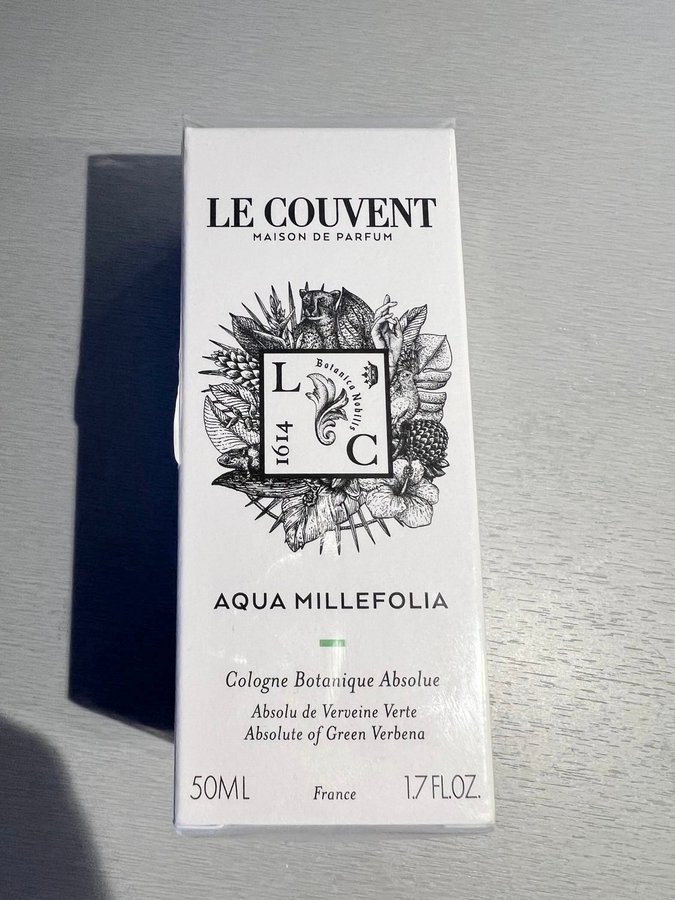 LE COUVENT
MAISON DE PARFUM
L
Botanica Nobilis
1614
C
AQUA MILLEFOLIA
Cologne Botanique Absolue
Absolu de Verveine Verte
Absolute of Green Verbena
50ML France 1.7 FL.OZ.